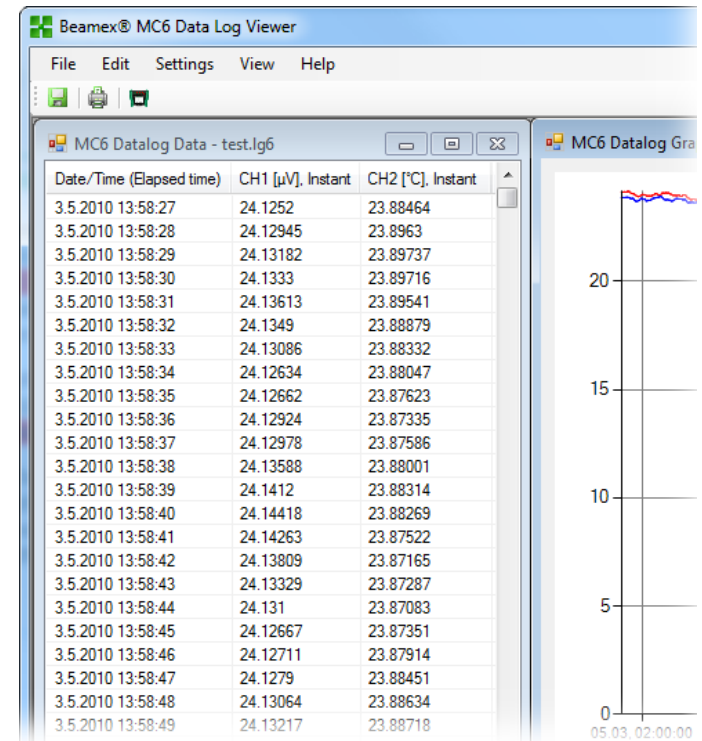 Beamex® MC6 Data Log Viewer
File Edit Settings View Help
MC6 Datalog Data - test.lg6
Date/Time (Elapsed time) CH1 [µV], Instant CH2 [°C], Instant
3.5.2010 13:58:27 24.1252 23.88464
3.5.2010 13:58:28 24.12945 23.8963
3.5.2010 13:58:29 24.13182 23.89737
3.5.2010 13:58:30 24.1333 23.89716
3.5.2010 13:58:31 24.13613 23.89541
3.5.2010 13:58:32 24.1349 23.88879
3.5.2010 13:58:33 24.13086 23.88332
3.5.2010 13:58:34 24.12634 23.88047
3.5.2010 13:58:35 24.12662 23.87623
3.5.2010 13:58:36 24.12924 23.87335
3.5.2010 13:58:37 24.12978 23.87586
3.5.2010 13:58:38 24.13588 23.88001
3.5.2010 13:58:39 24.1412 23.88314
3.5.2010 13:58:40 24.14418 23.88269
3.5.2010 13:58:41 24.14263 23.87522
3.5.2010 13:58:42 24.13809 23.87165
3.5.2010 13:58:43 24.13329 23.87287
3.5.2010 13:58:44 24.131 23.87083
3.5.2010 13:58:45 24.12667 23.87351
3.5.2010 13:58:46 24.12711 23.87914
3.5.2010 13:58:47 24.1279 23.88451
3.5.2010 13:58:48 24.13064 23.88634
3.5.2010 13:58:49 24.13217 23.88718
MC6 Datalog Gra
20
15
10
5
0
05.03, 02:00:00